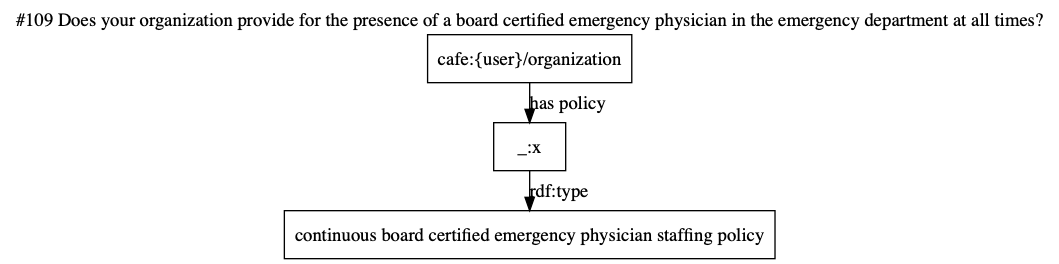 #109 Does your organization provide for the presence of a board certified emergency physician in the emergency department at all times?
cafe:{user}/organization
has policy
_:x
rdf:type
continuous board certified emergency physician staffing policy